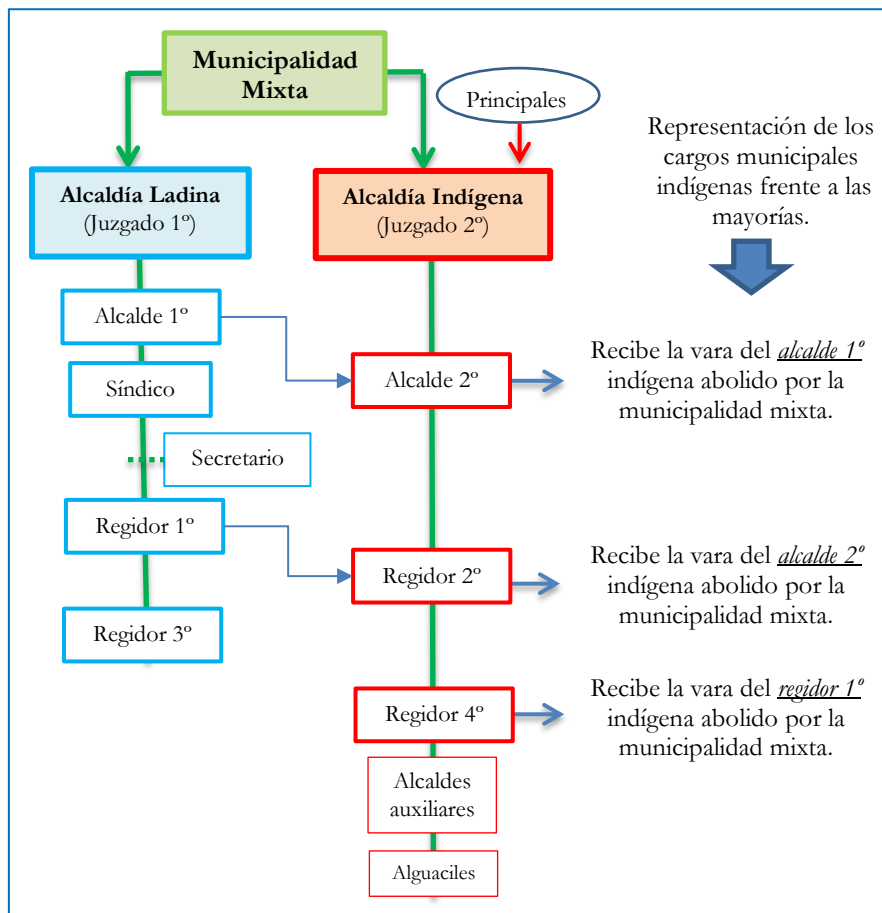 Municipalidad
Mixta
Principales
Representación de los
cargos municipales
indígenas frente a las
mayorías.
Alcaldía Ladina
(Juzgado 1º)
Alcaldía Indígena
(Juzgado 2º)
Alcalde 1º
Síndico
Secretario
Regidor 1º
Regidor 3º
Alcalde 2º
Recibe la vara del alcalde 1º
indígena abolido por la
municipalidad mixta.
Regidor 2º
Recibe la vara del alcalde 2º
indígena abolido por la
municipalidad mixta.
Regidor 4º
Recibe la vara del regidor 1º
indígena abolido por la
municipalidad mixta.
Alcaldes
auxiliares
Alguaciles